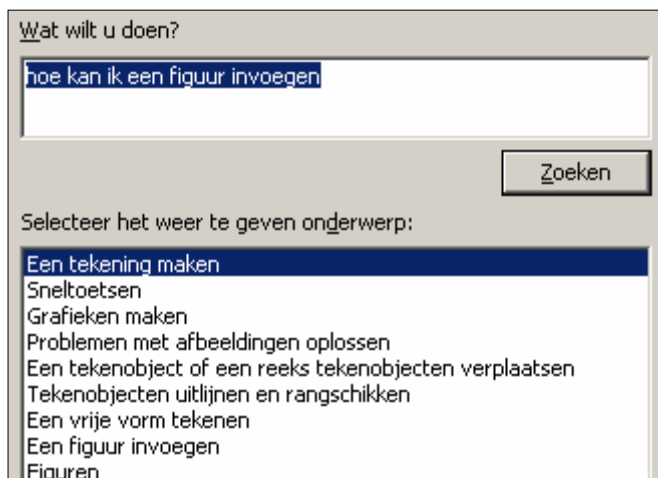 Wat wilt u doen?
hoe kan ik een figuur invoegen
Zoeken
Selecteer het weer te geven onderwerp:
Een tekening maken
Sneltoetsen
Grafieken maken
Problemen met afbeeldingen oplossen
Een tekenobject of een reeks tekenobjecten verplaatsen
Tekenobjecten uitlijnen en rangschikken
Een vrije vorm tekenen
Een figuur invoegen
Figuren